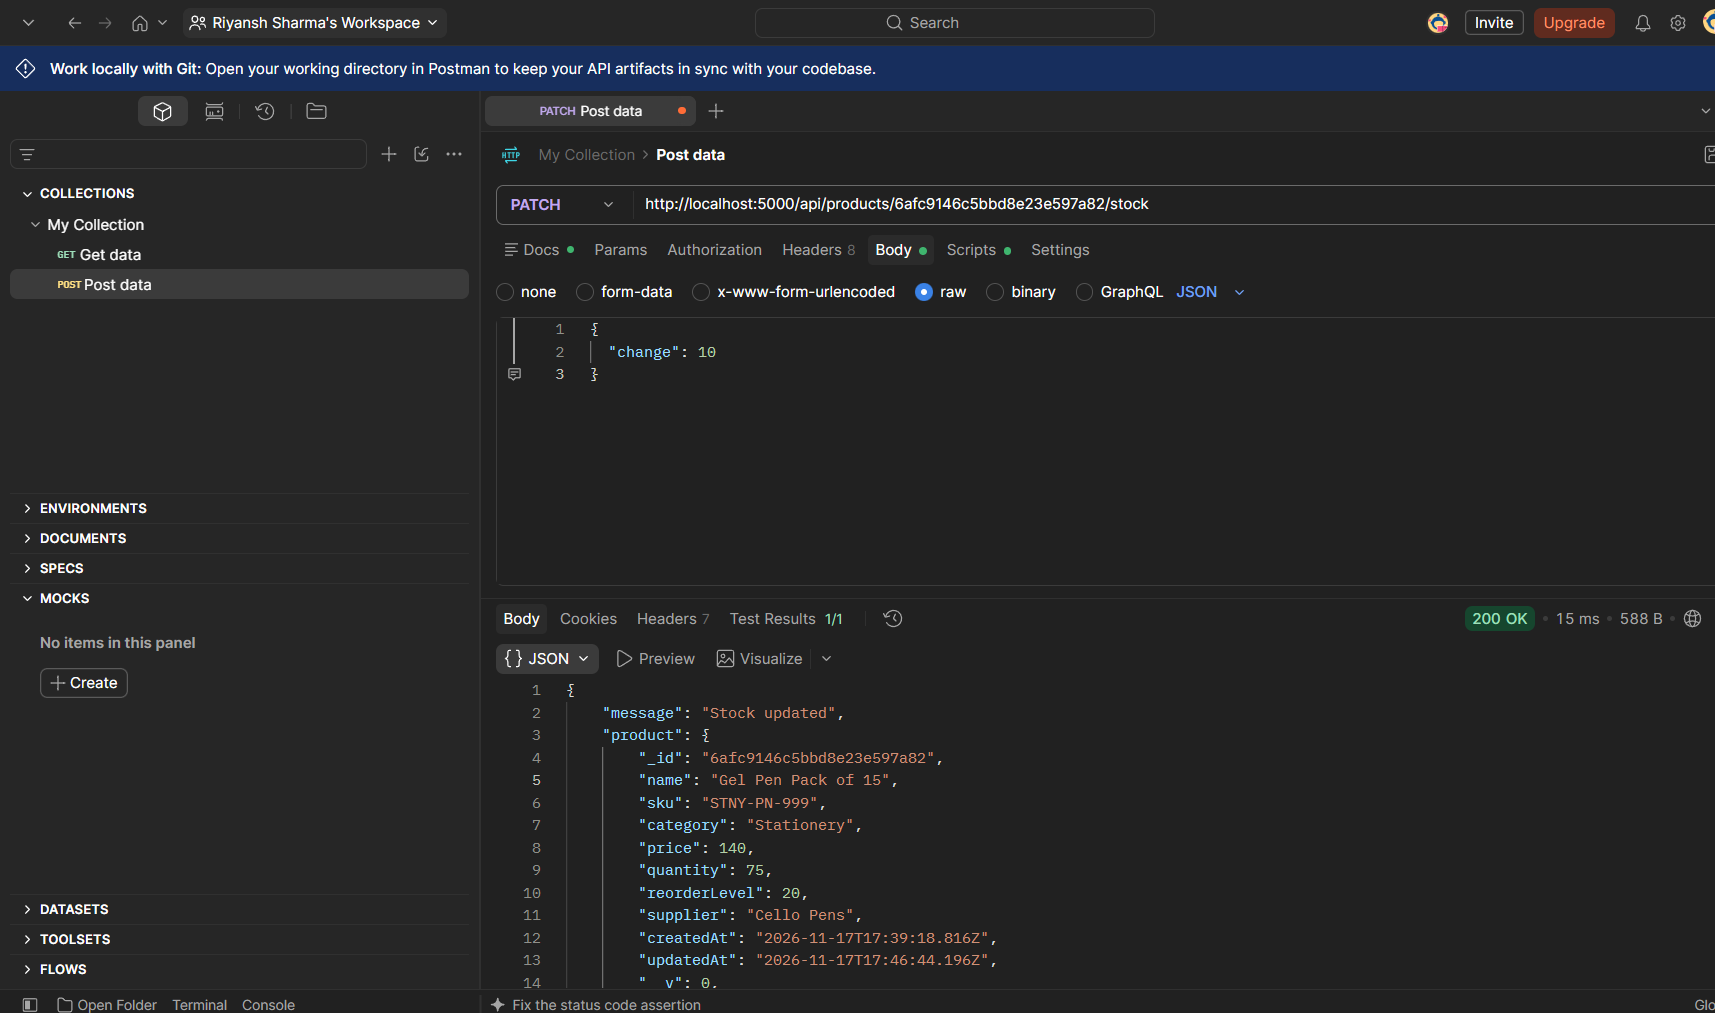 Riyansh Sharma's Workspace
Search
Invite
Upgrade
Work locally with Git: Open your working directory in Postman to keep your API artifacts in sync with your codebase.
COLLECTIONS
My Collection
GET Get data
POST Post data
ENVIRONMENTS
DOCUMENTS
SPECS
MOCKS
No items in this panel
Create
DATASETS
TOOLSETS
FLOWS
PATCH Post data
HTTP My Collection > Post data
PATCH http://localhost:5000/api/products/6afc9146c5bbd8e23e597a82/stock
Docs Params Authorization Headers 8 Body Scripts Settings
none form-data x-www-form-urlencoded raw binary GraphQL JSON
1 {
2 "change": 10
3 }
Body Cookies Headers 7 Test Results 1/1 200 OK • 15 ms • 588 B •
{} JSON Preview Visualize
1 {
2 "message": "Stock updated",
3 "product": {
4 "_id": "6afc9146c5bbd8e23e597a82",
5 "name": "Gel Pen Pack of 15",
6 "sku": "STNY-PN-999",
7 "category": "Stationery",
8 "price": 140,
9 "quantity": 75,
10 "reorderLevel": 20,
11 "supplier": "Cello Pens",
12 "createdAt": "2026-11-17T17:39:18.816Z",
13 "updatedAt": "2026-11-17T17:46:44.196Z",
14 "__v": 0,
Open Folder Terminal Console Fix the status code assertion Glo